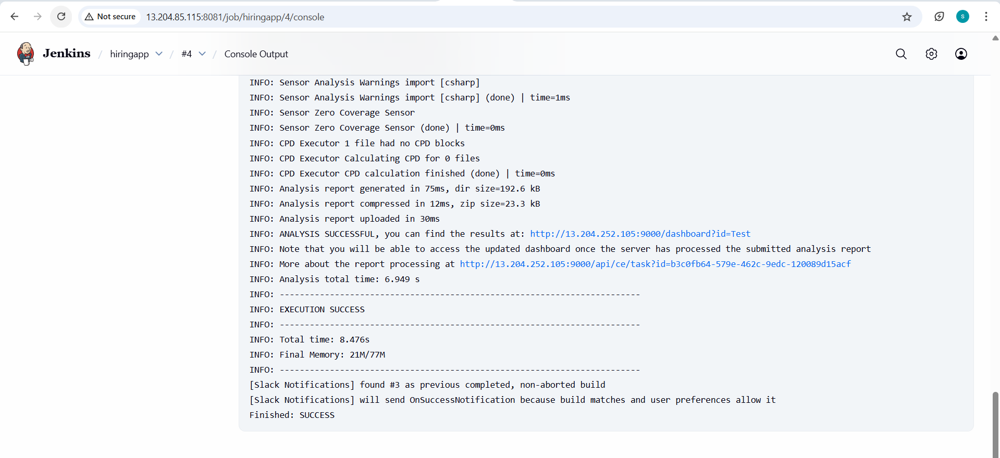 Not secure
13.204.85.115:8081/job/hiringapp/4/console
S
Jenkins / hiringapp / #4 / Console Output
INFO: Sensor Analysis Warnings import [csharp]
INFO: Sensor Analysis Warnings import [csharp] (done) | time=1ms
INFO: Sensor Zero Coverage Sensor
INFO: Sensor Zero Coverage Sensor (done) | time=0ms
INFO: CPD Executor 1 file had no CPD blocks
INFO: CPD Executor Calculating CPD for 0 files
INFO: CPD Executor CPD calculation finished (done) | time=0ms
INFO: Analysis report generated in 75ms, dir size=192.6 kB
INFO: Analysis report compressed in 12ms, zip size=23.3 kB
INFO: Analysis report uploaded in 30ms
INFO: ANALYSIS SUCCESSFUL, you can find the results at: http://13.204.252.105:9000/dashboard?id=Test
INFO: Note that you will be able to access the updated dashboard once the server has processed the submitted analysis report
INFO: More about the report processing at http://13.204.252.105:9000/api/ce/task?id=b3c0fb64-579e-462c-9edc-120089d15acf
INFO: Analysis total time: 6.949 s
INFO: ------------------------------------------------------------------------
INFO: EXECUTION SUCCESS
INFO: ------------------------------------------------------------------------
INFO: Total time: 8.476s
INFO: Final Memory: 21M/77M
INFO: ------------------------------------------------------------------------
[Slack Notifications] found #3 as previous completed, non-aborted build
[Slack Notifications] will send OnSuccessNotification because build matches and user preferences allow it
Finished: SUCCESS